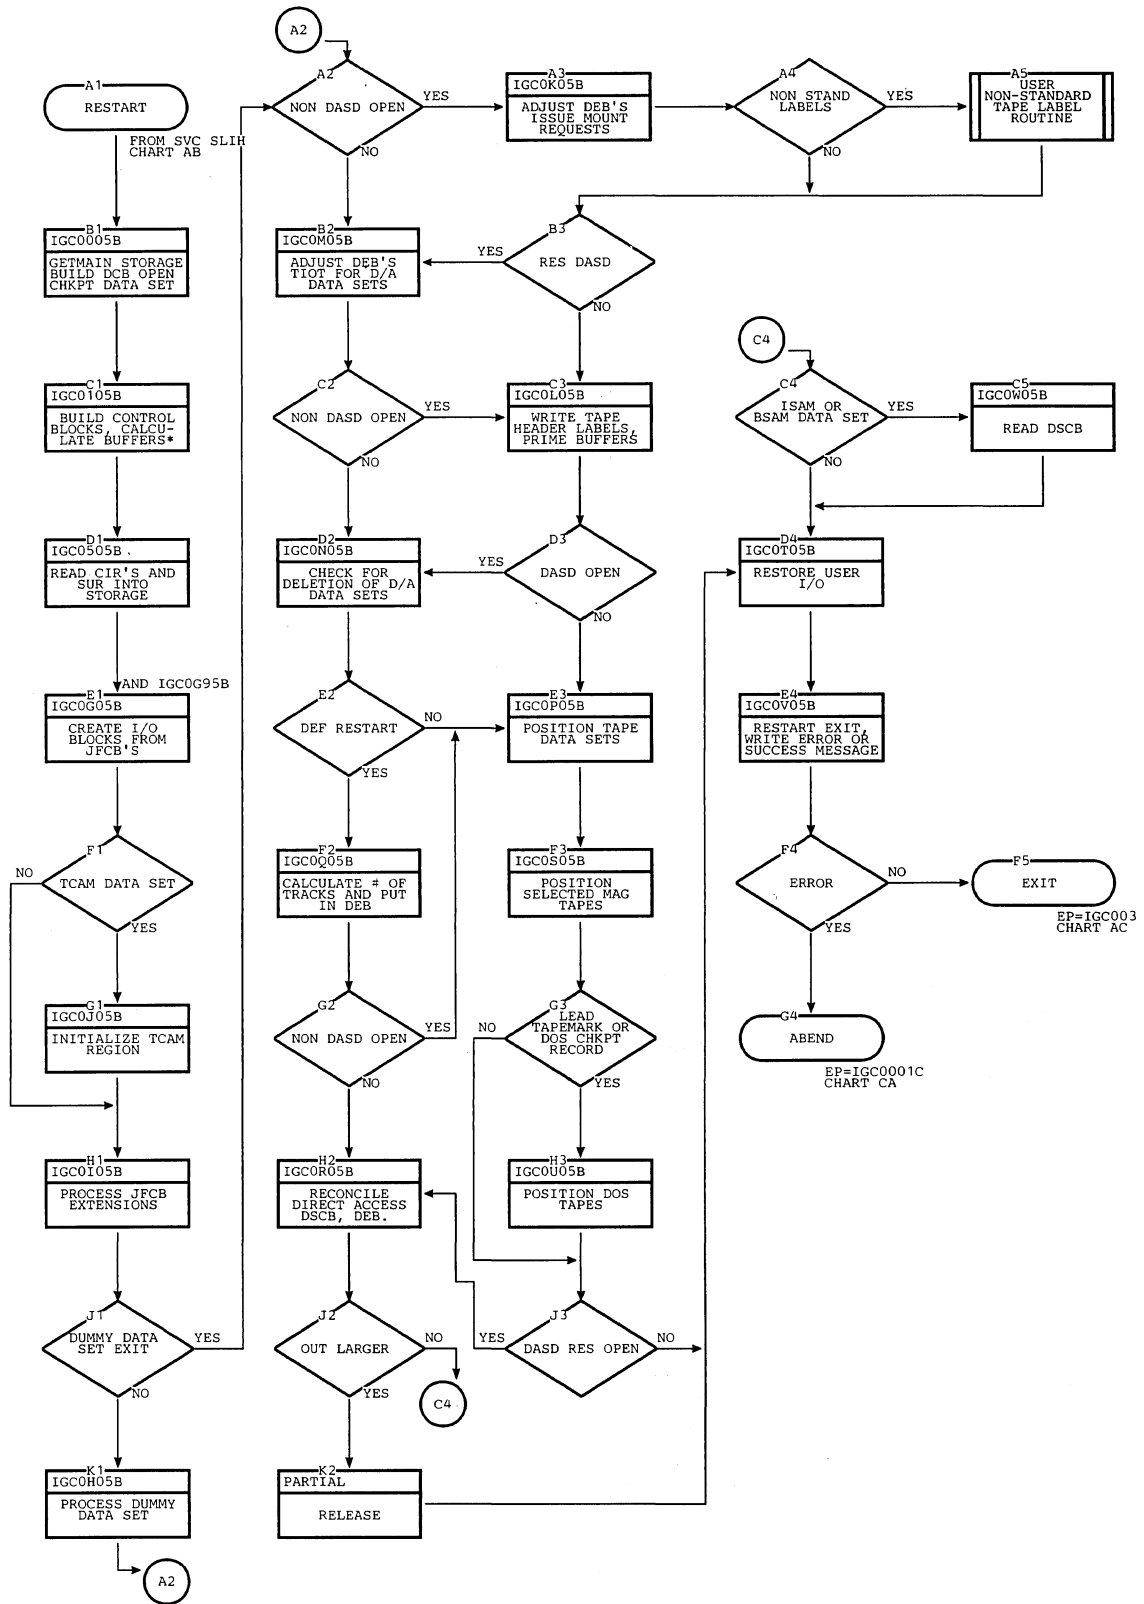 A1
RESTART
FROM SVC SLIH
CHART AB
B1
IGC0005B
GETMAIN STORAGE
BUILD DCB OPEN
CHKPT DATA SET
C1
IGC0105B
BUILD CONTROL
BLOCKS, CALCU-
LATE BUFFERS*
D1
IGC0505B
READ CIR'S AND
SUR INTO
STORAGE
AND IGC0G95B
E1
IGC0G05B
CREATE I/O
BLOCKS FROM
JFCB'S
F1
TCAM DATA SET
NO
YES
G1
IGC0J05B
INITIALIZE TCAM
REGION
H1
IGC0I05B
PROCESS JFCB
EXTENSIONS
J1
DUMMY DATA
SET EXIT
YES
NO
K1
IGC0H05B
PROCESS DUMMY
DATA SET
A2
A2
A2
NON DASD OPEN
YES
NO
B2
IGC0M05B
ADJUST DEB'S
TIOT FOR D/A
DATA SETS
C2
NON DASD OPEN
YES
NO
D2
IGC0N05B
CHECK FOR
DELETION OF D/A
DATA SETS
E2
DEF RESTART
NO
YES
F2
IGC0Q05B
CALCULATE # OF
TRACKS AND PUT
IN DEB
G2
NON DASD OPEN
YES
NO
H2
IGC0R05B
RECONCILE
DIRECT ACCESS
DSCB, DEB.
J2
OUT LARGER
NO
YES
C4
K2
PARTIAL
RELEASE
A3
IGC0K05B
ADJUST DEB'S
ISSUE MOUNT
REQUESTS
B3
RES DASD
YES
NO
C3
IGC0L05B
WRITE TAPE
HEADER LABELS,
PRIME BUFFERS
D3
DASD OPEN
YES
NO
E3
IGC0P05B
POSITION TAPE
DATA SETS
F3
IGC0S05B
POSITION
SELECTED MAG
TAPES
G3
LEAD
TAPEMARK OR
DOS CHKPT
RECORD
NO
YES
H3
IGC0U05B
POSITION DOS
TAPES
J3
DASD RES OPEN
YES
NO
A4
NON STAND
LABELS
YES
NO
C4
C4
ISAM OR
BSAM DATA SET
YES
NO
D4
IGC0T05B
RESTORE USER
I/O
E4
IGC0V05B
RESTART EXIT,
WRITE ERROR OR
SUCCESS MESSAGE
F4
ERROR
NO
YES
G4
ABEND
EP=IGC0001C
CHART CA
A5
USER
NON-STANDARD
TAPE LABEL
ROUTINE
C5
IGC0W05B
READ DSCB
F5
EXIT
EP=IGC003
CHART AC